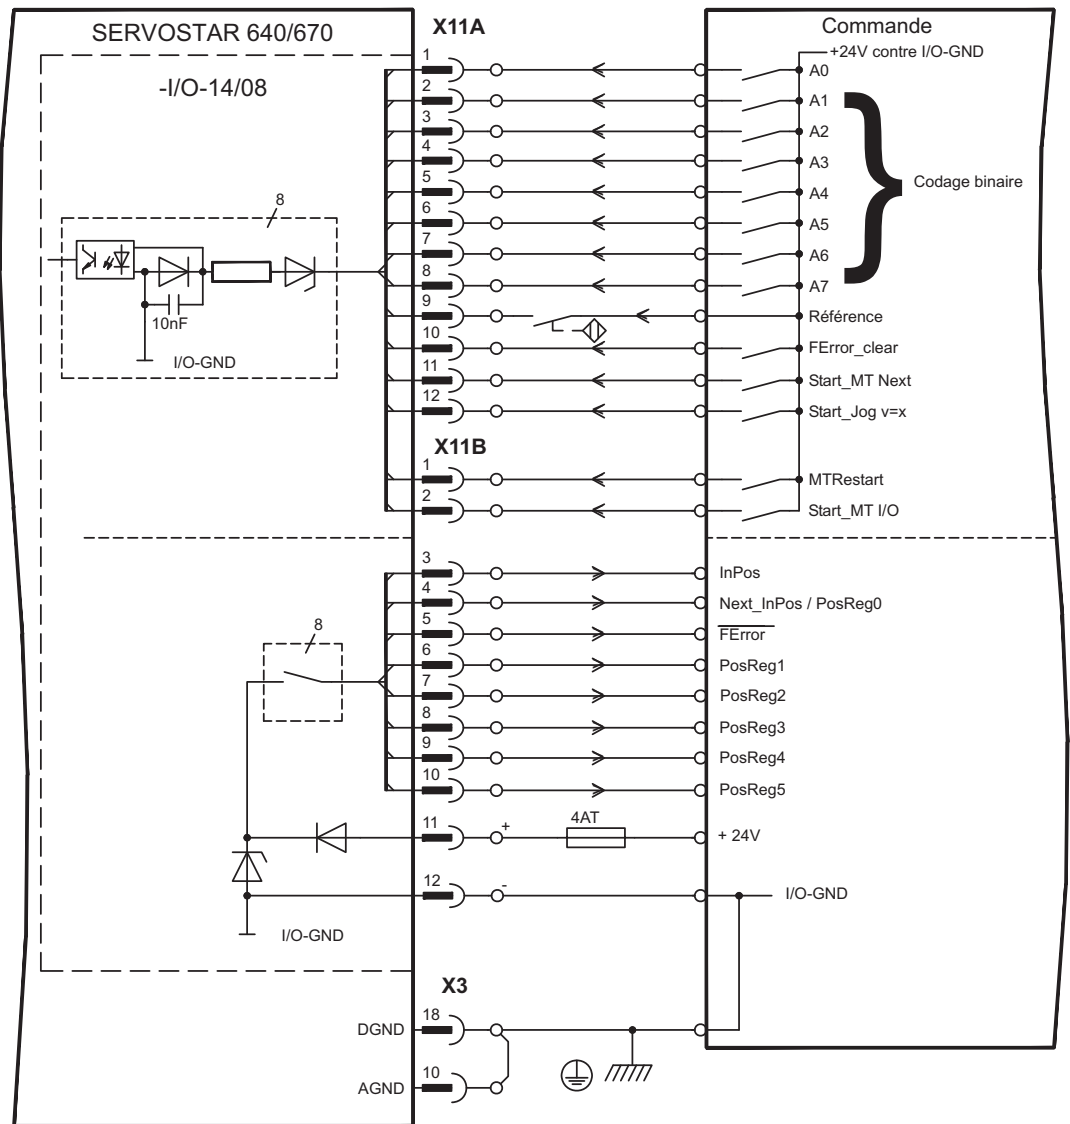 SERVOSTAR 640/670
X11A
Commande
+24V contre I/O-GND
-I/O-14/08
1
A0
2
A1
3
A2
4
A3
Codage binaire
5
A4
6
A5
8
7
A6
8
A7
9
Référence
10nF
10
FError_clear
I/O-GND
11
Start_MT Next
12
Start_Jog v=x
X11B
1
MTRestart
2
Start_MT I/O
3
InPos
4
Next_InPos / PosReg0
5
FError
8
6
PosReg1
7
PosReg2
8
PosReg3
9
PosReg4
10
PosReg5
11
+
4AT
+ 24V
12
-
I/O-GND
I/O-GND
X3
DGND
18
AGND
10